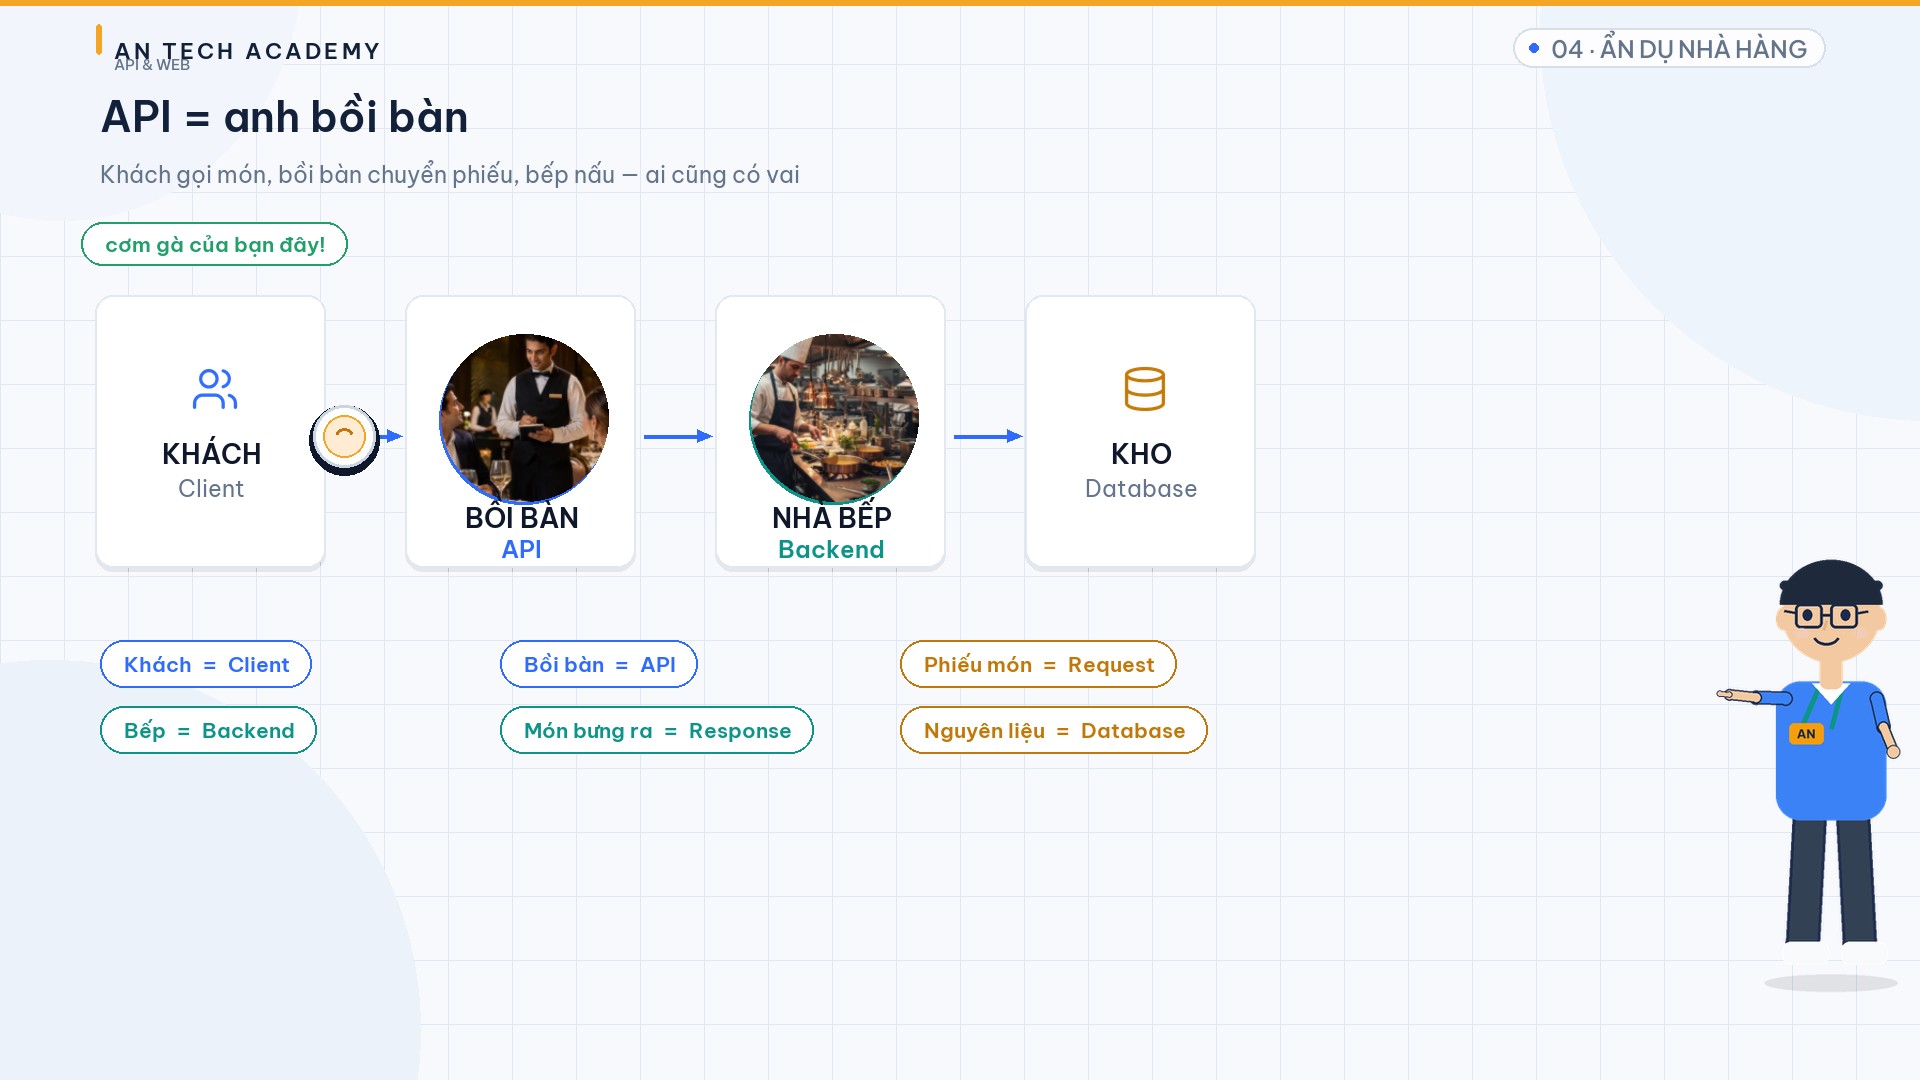 AN TECH ACADEMY
API & WEB
04 · ẨN DỤ NHÀ HÀNG
API = anh bồi bàn
Khách gọi món, bồi bàn chuyển phiếu, bếp nấu — ai cũng có vai
cơm gà của bạn đây!
KHÁCH
Client
BỒI BÀN
API
NHÀ BẾP
Backend
KHO
Database
Khách = Client
Bồi bàn = API
Phiếu món = Request
Bếp = Backend
Món bưng ra = Response
Nguyên liệu = Database
AN